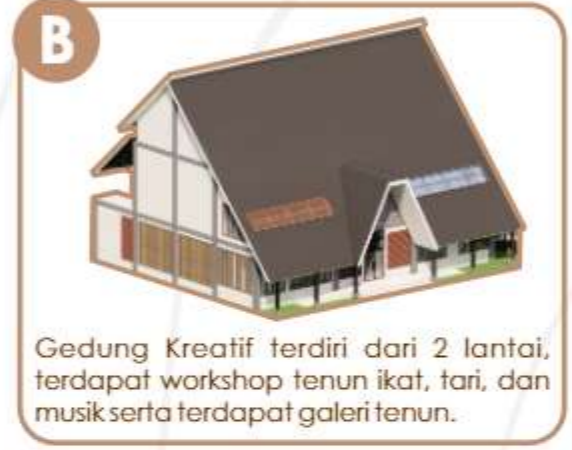 B
Gedung Kreatif terdiri dari 2 lantai,
terdapat workshop tenun ikat, tari, dan
musik serta terdapat galeri tenun.